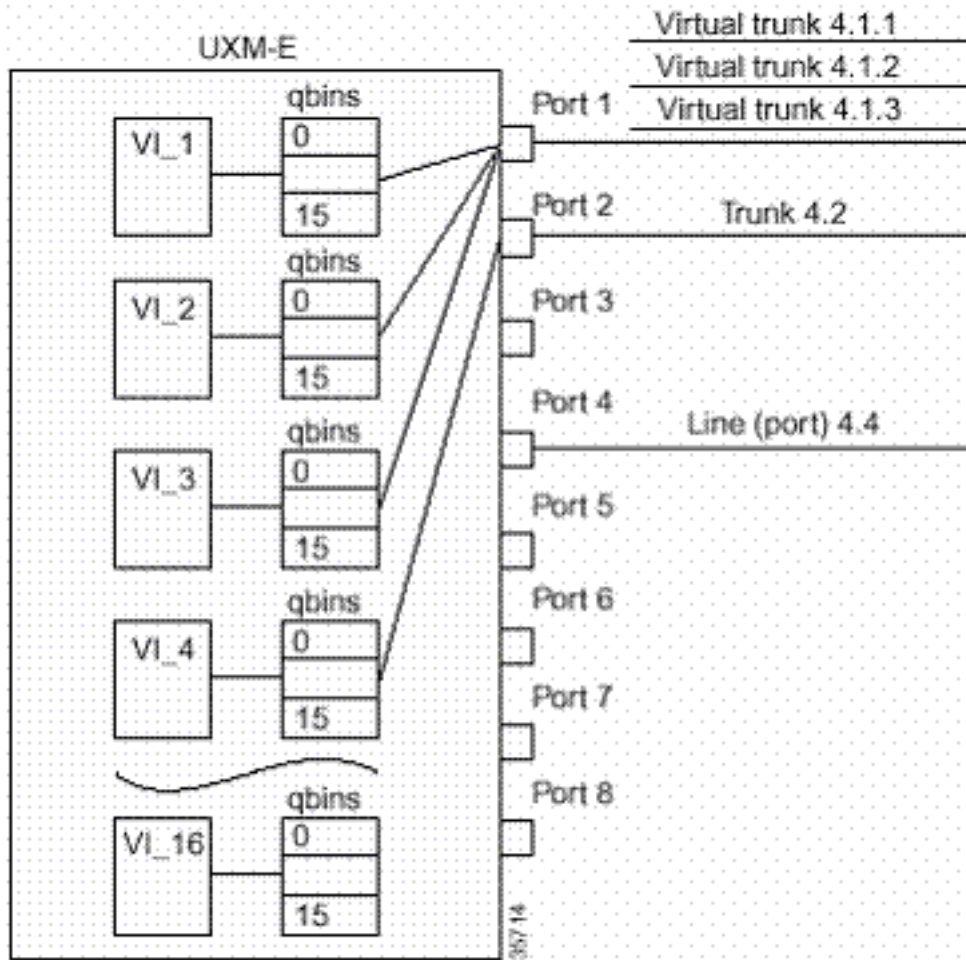 UXM-E
VI_1
qbins
0
15
VI_2
qbins
0
15
VI_3
qbins
0
15
VI_4
qbins
0
15
VI_16
qbins
0
15
Port 1
Virtual trunk 4.1.1
Virtual trunk 4.1.2
Virtual trunk 4.1.3
Port 2
Trunk 4.2
Port 3
Port 4
Line (port) 4.4
Port 5
Port 6
Port 7
Port 8
35714